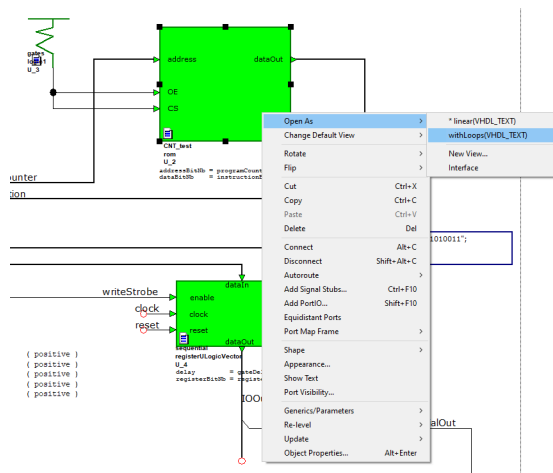 gates
U_3
address
dataOut
OE
CS
CNT_test
rom
U_2
addressBitNb = programCount
dataBitNb = instructionB
ounter
ion
Open As
Change Default View
Rotate
Flip
Cut Ctrl+X
Copy Ctrl+C
Paste Ctrl+V
Delete Del
Connect Alt+C
Disconnect Shift+Alt+C
Autoroute
Add Signal Stubs... Ctrl+F10
Add PortIO... Shift+F10
Equidistant Ports
Port Map Frame
Shape
Appearance...
Show Text
Port Visibility...
Generics/Parameters
Re-level
Update
Object Properties... Alt+Enter
* linear(VHDL_TEXT)
withLoops(VHDL_TEXT)
New View...
Interface
1010011";
dataIn
writeStrobe
enable
clock
clock
reset
reset
dataOut
sequential
registerULogicVector
U_4
delay = gateDel
registerBitNb = registe
( positive )
( positive )
( positive )
( positive )
( positive )
IOOu
alOut